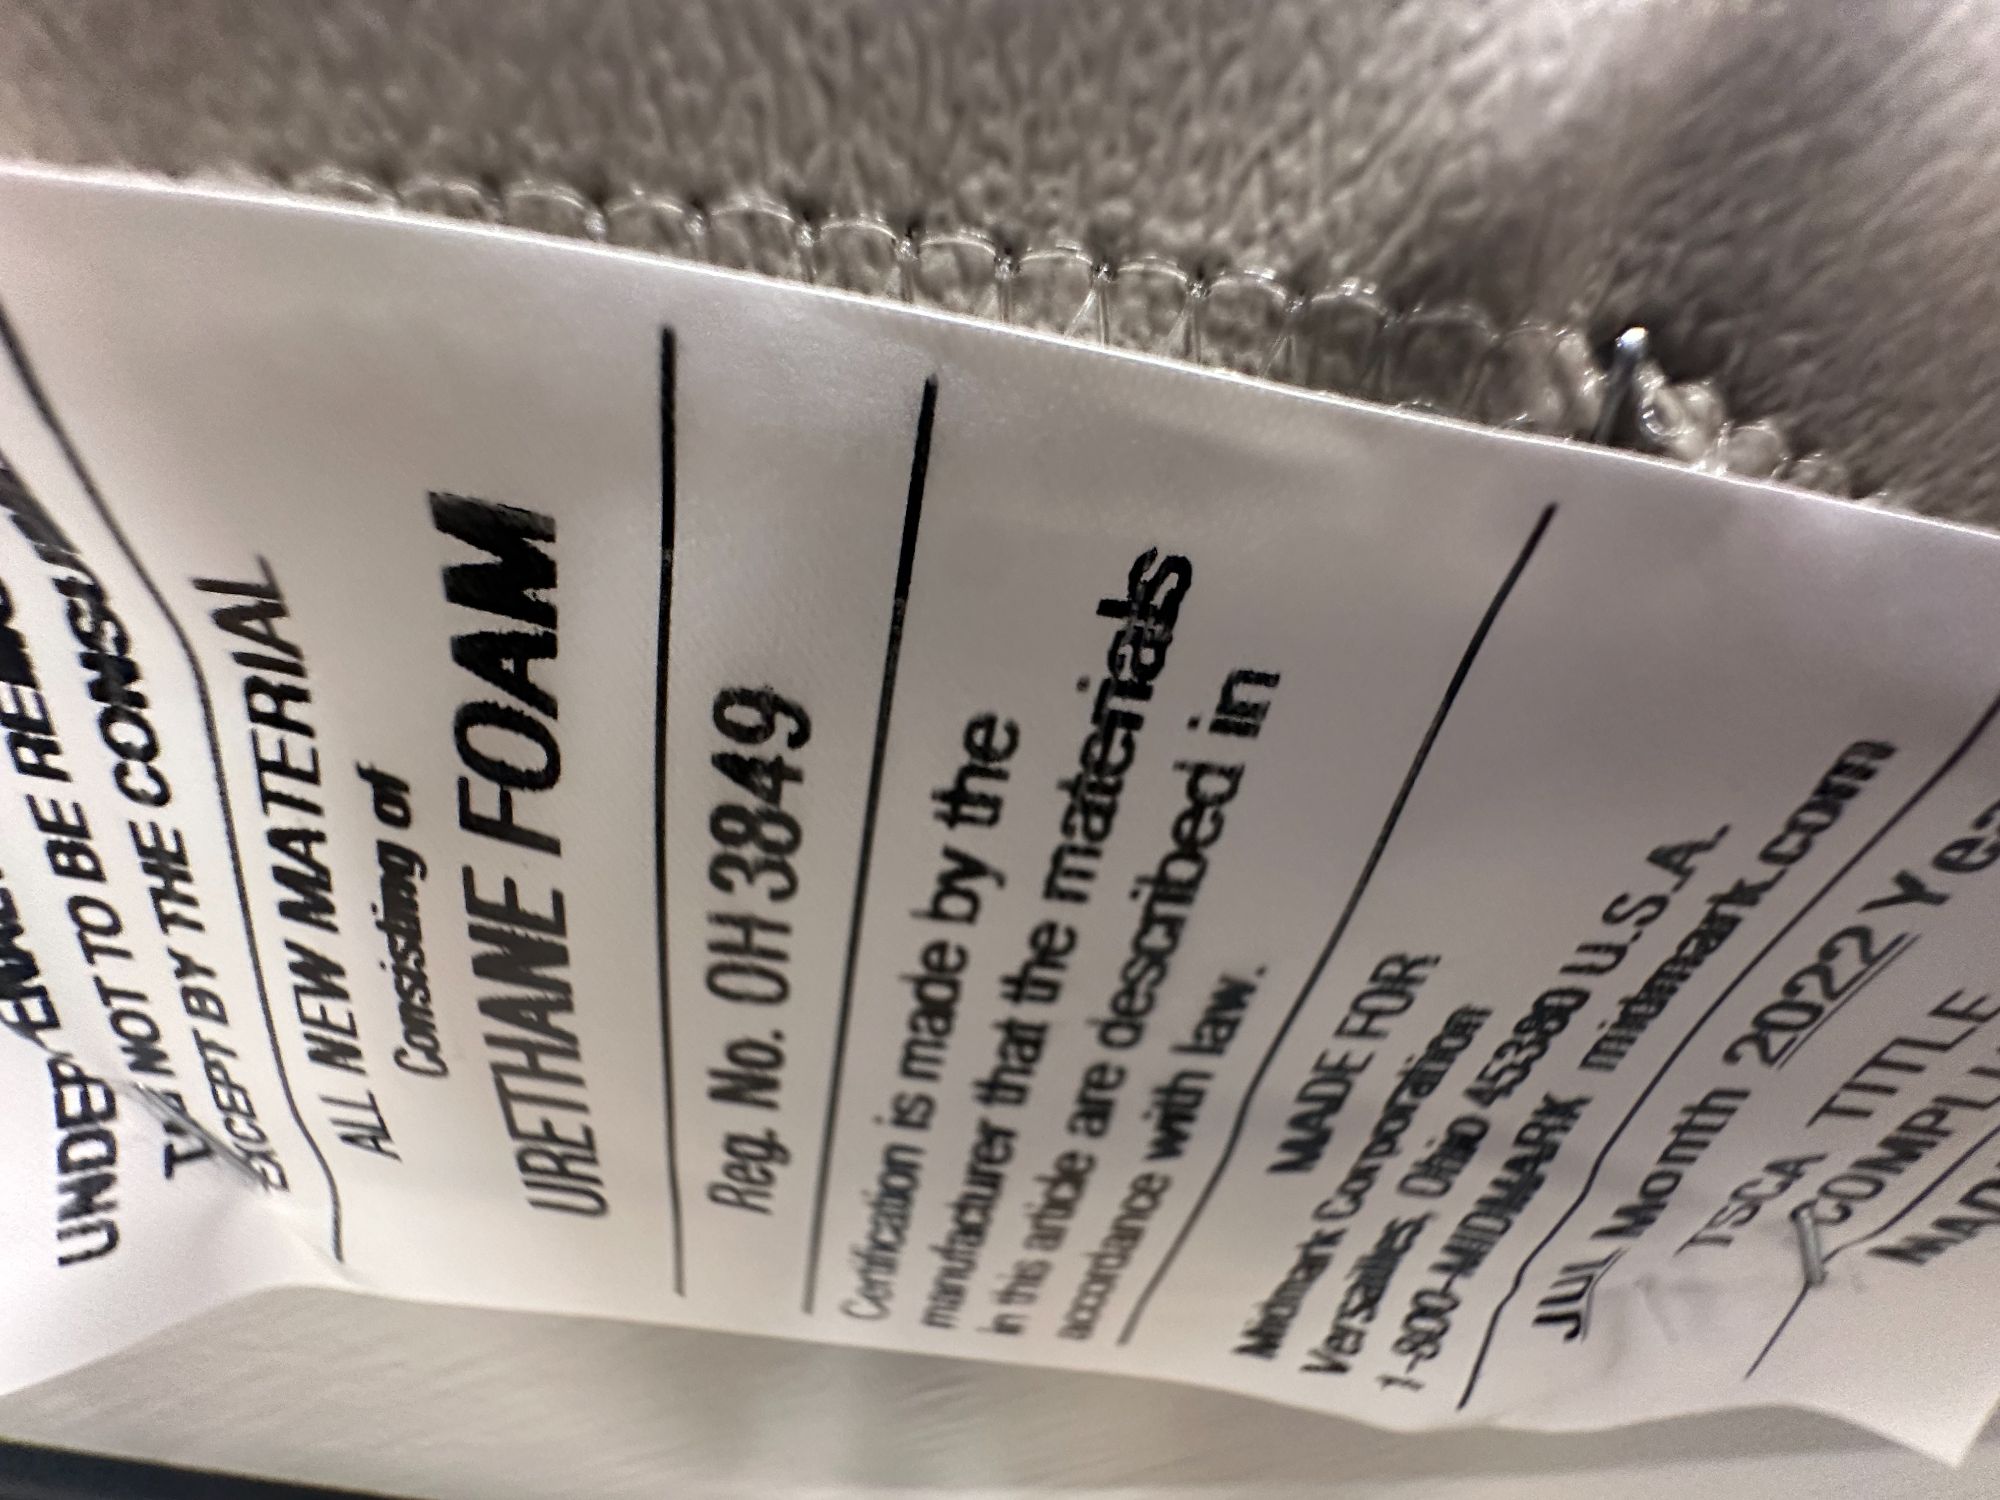 UNDER
NOT TO BE
EXCEPT BY THE
ALL NEW MATERIAL
Consisting of
URETHANE FOAM
Reg. No. OH 3849
Certification is made by the
manufacturer that the materials
in this article are described in
accordance with law.
MADE FOR
Midmark Corporation
Versailles, Ohio 45380 U.S.A.
1-800-MIDMARK midmark.com
JUL Month 2022
TSCA TITLE